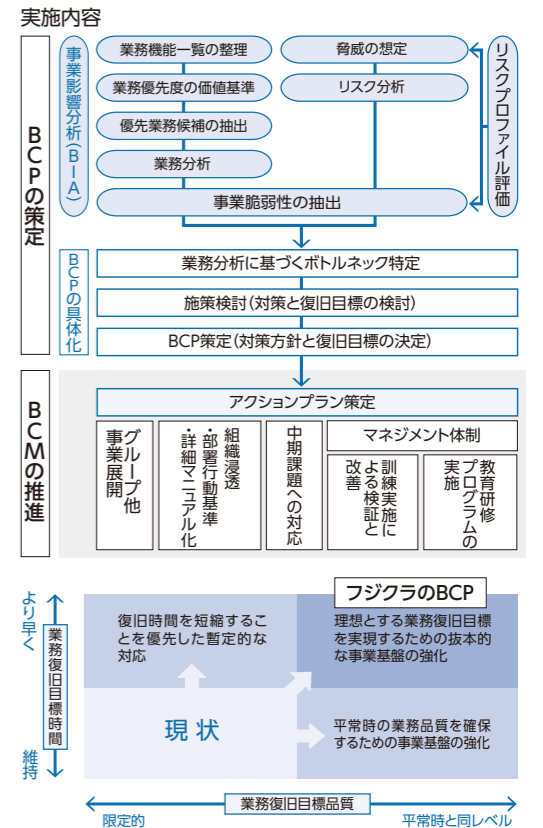 実施内容
BCPの策定
事業影響分析(BIA)
業務機能一覧の整理
業務優先度の価値基準
優先業務候補の抽出
業務分析
脅威の想定
リスク分析
事業脆弱性の抽出
リスクプロファイル評価
BCPの具体化
業務分析に基づくボトルネック特定
施策検討(対策と復旧目標の検討)
BCP策定(対策方針と復旧目標の決定)
BCMの推進
アクションプラン策定
グループ他
事業展開
組織浸透
・部署行動基準
・詳細マニュアル化
中期課題への対応
マネジメント体制
訓練実施に
よる検証と
改善
教育研修
プログラムの
実施
フジクラのBCP
より早く
業務復旧目標時間
維持
復旧時間を短縮するこ
とを優先した暫定的な
対応
理想とする業務復旧目標
を実現するための抜本的
な事業基盤の強化
現状
平常時の業務品質を確保
するための事業基盤の強化
業務復旧目標品質
限定的
平常時と同レベル